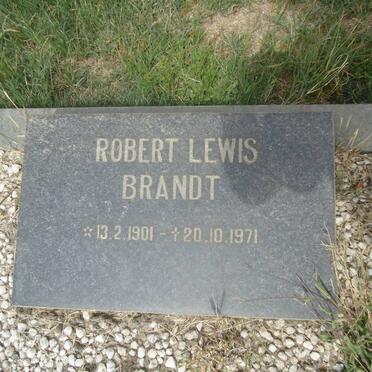 ROBERT LEWIS
BRANDT
☆ 13.2.1901 - ✝ 20.10.1971